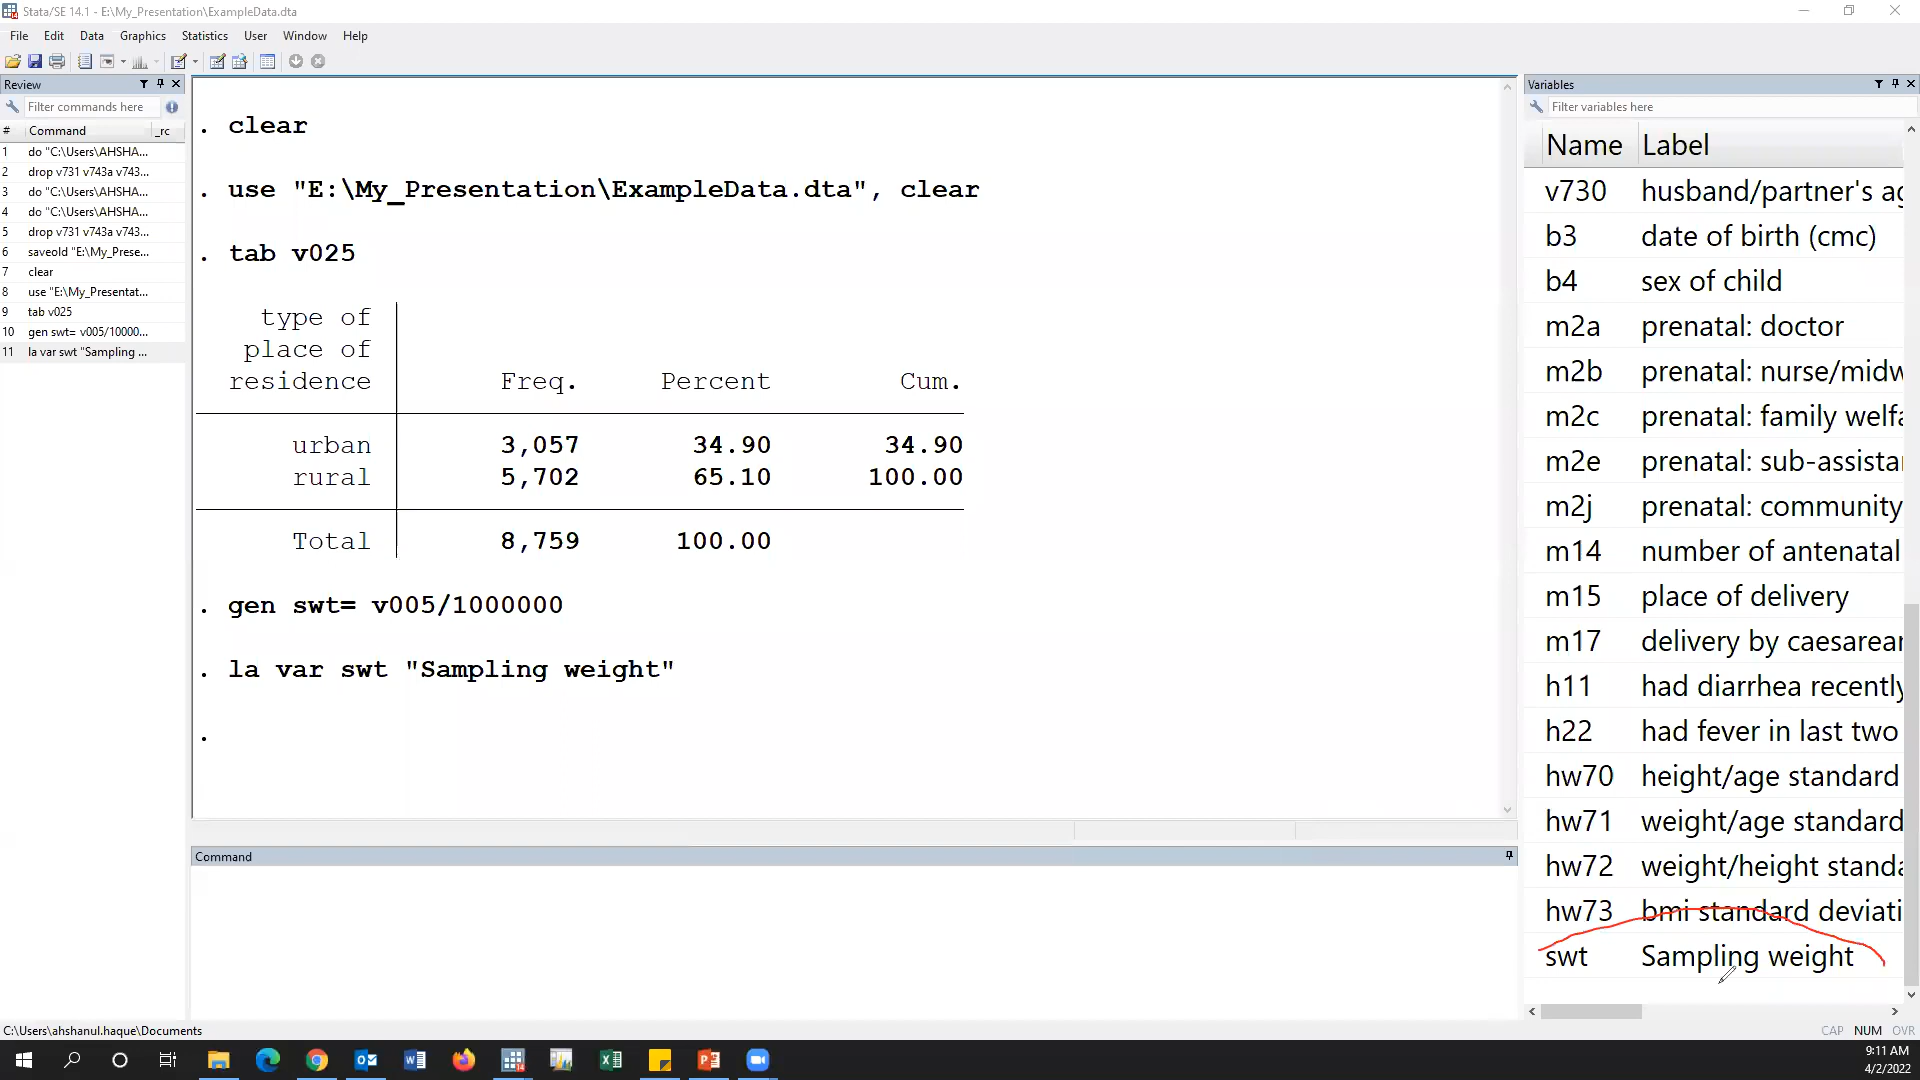 Stata/SE 14.1 - E:\My_Presentation\ExampleData.dta
File Edit Data Graphics Statistics User Window Help
Review
Filter commands here
# Command _rc
1 do "C:\Users\AHSHA...
2 drop v731 v743a v743...
3 do "C:\Users\AHSHA...
4 do "C:\Users\AHSHA...
5 drop v731 v743a v743...
6 saveold "E:\My_Prese...
7 clear
8 use "E:\My_Presentat...
9 tab v025
10 gen swt= v005/10000...
11 la var swt "Sampling ...
. clear
. use "E:\My_Presentation\ExampleData.dta", clear
. tab v025
type of
place of
residence Freq. Percent Cum.
urban 3,057 34.90 34.90
rural 5,702 65.10 100.00
Total 8,759 100.00
. gen swt= v005/1000000
. la var swt "Sampling weight"
.
Command
Variables
Filter variables here
Name Label
v730 husband/partner's ag
b3 date of birth (cmc)
b4 sex of child
m2a prenatal: doctor
m2b prenatal: nurse/midw
m2c prenatal: family welfa
m2e prenatal: sub-assistar
m2j prenatal: community
m14 number of antenatal
m15 place of delivery
m17 delivery by caesarear
h11 had diarrhea recently
h22 had fever in last two
hw70 height/age standard
hw71 weight/age standard
hw72 weight/height standa
hw73 bmi standard deviati
swt Sampling weight
C:\Users\ahshanul.haque\Documents
CAP NUM OVR
9:11 AM
4/2/2022